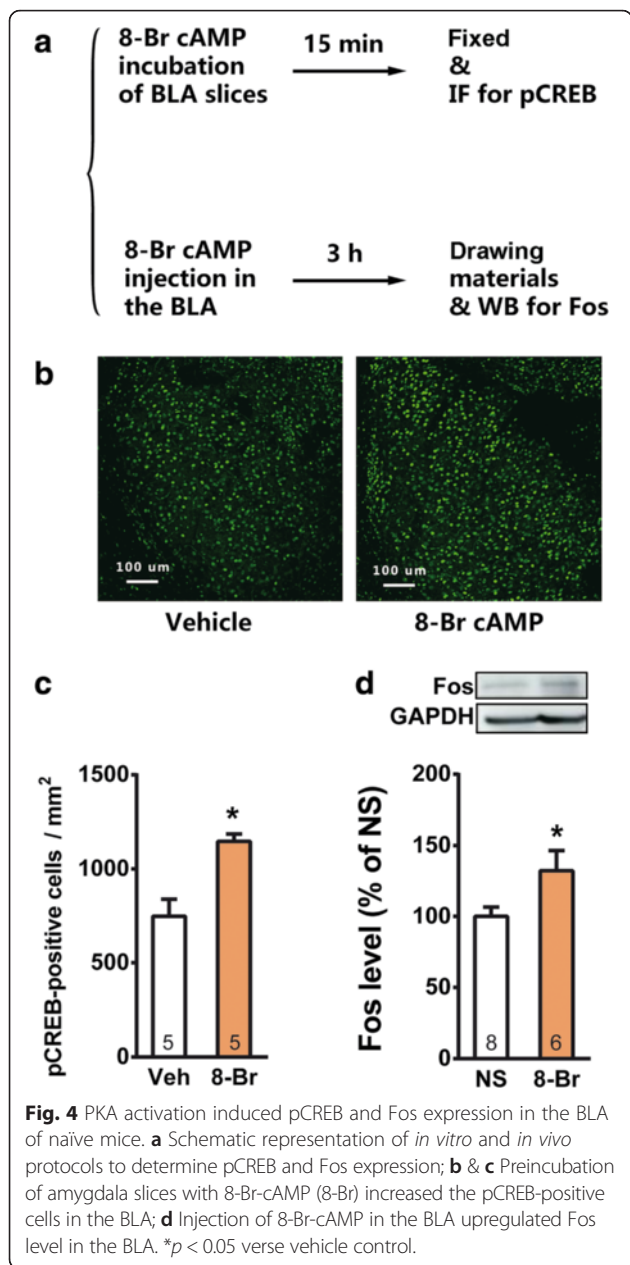 a
8-Br cAMP
incubation
of BLA slices
15 min
Fixed
&
IF for pCREB
8-Br cAMP
injection in
the BLA
3 h
Drawing
materials
& WB for Fos
b
100 um
100 um
Vehicle
8-Br cAMP
c
pCREB-positive cells / mm²
1500
1000
500
0
*
5
5
Veh
8-Br
d
Fos
GAPDH
Fos level (% of NS)
200
150
100
50
0
*
8
6
NS
8-Br
Fig. 4 PKA activation induced pCREB and Fos expression in the BLA
of naïve mice. a Schematic representation of in vitro and in vivo
protocols to determine pCREB and Fos expression; b & c Preincubation
of amygdala slices with 8-Br-cAMP (8-Br) increased the pCREB-positive
cells in the BLA; d Injection of 8-Br-cAMP in the BLA upregulated Fos
level in the BLA. *p < 0.05 verse vehicle control.